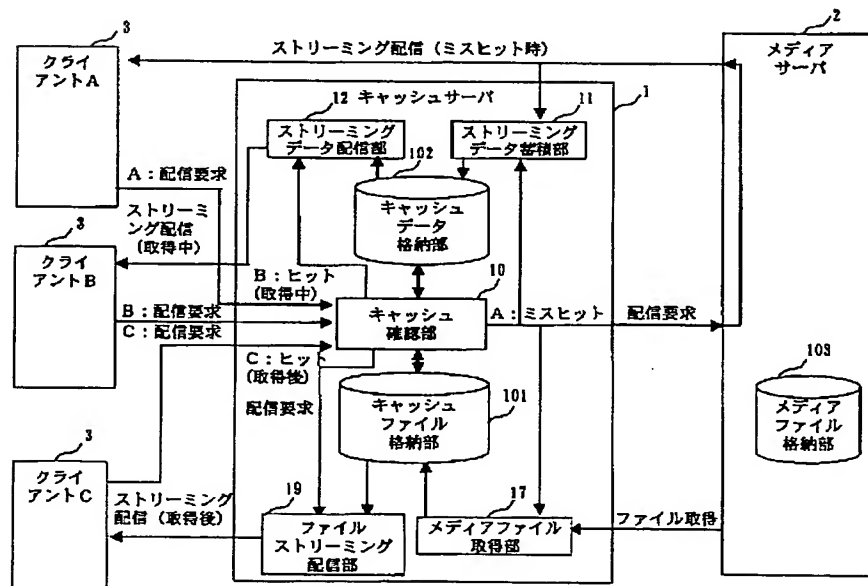 3
クライ
アントA
ストリーミング配信（ミスヒット時）
2
メディア
サーバ
1
12
キャッシュサーバ
11
ストリーミング
データ配信部
ストリーミング
データ蓄積部
102
キャッシュ
データ
格納部
A：配信要求
ストリーミ
ング配信
（取得中）
3
クライ
アントB
B：ヒット
（取得中）
10
キャッシュ
確認部
A：ミスヒット
配信要求
B：配信要求
C：配信要求
C：ヒット
（取得後）
配信要求
101
キャッシュ
ファイル
格納部
103
メディア
ファイル
格納部
3
クライ
アントC
ストリーミング
配信（取得後）
19
ファイル
ストリーミング
配信部
17
メディアファイル
取得部
ファイル取得